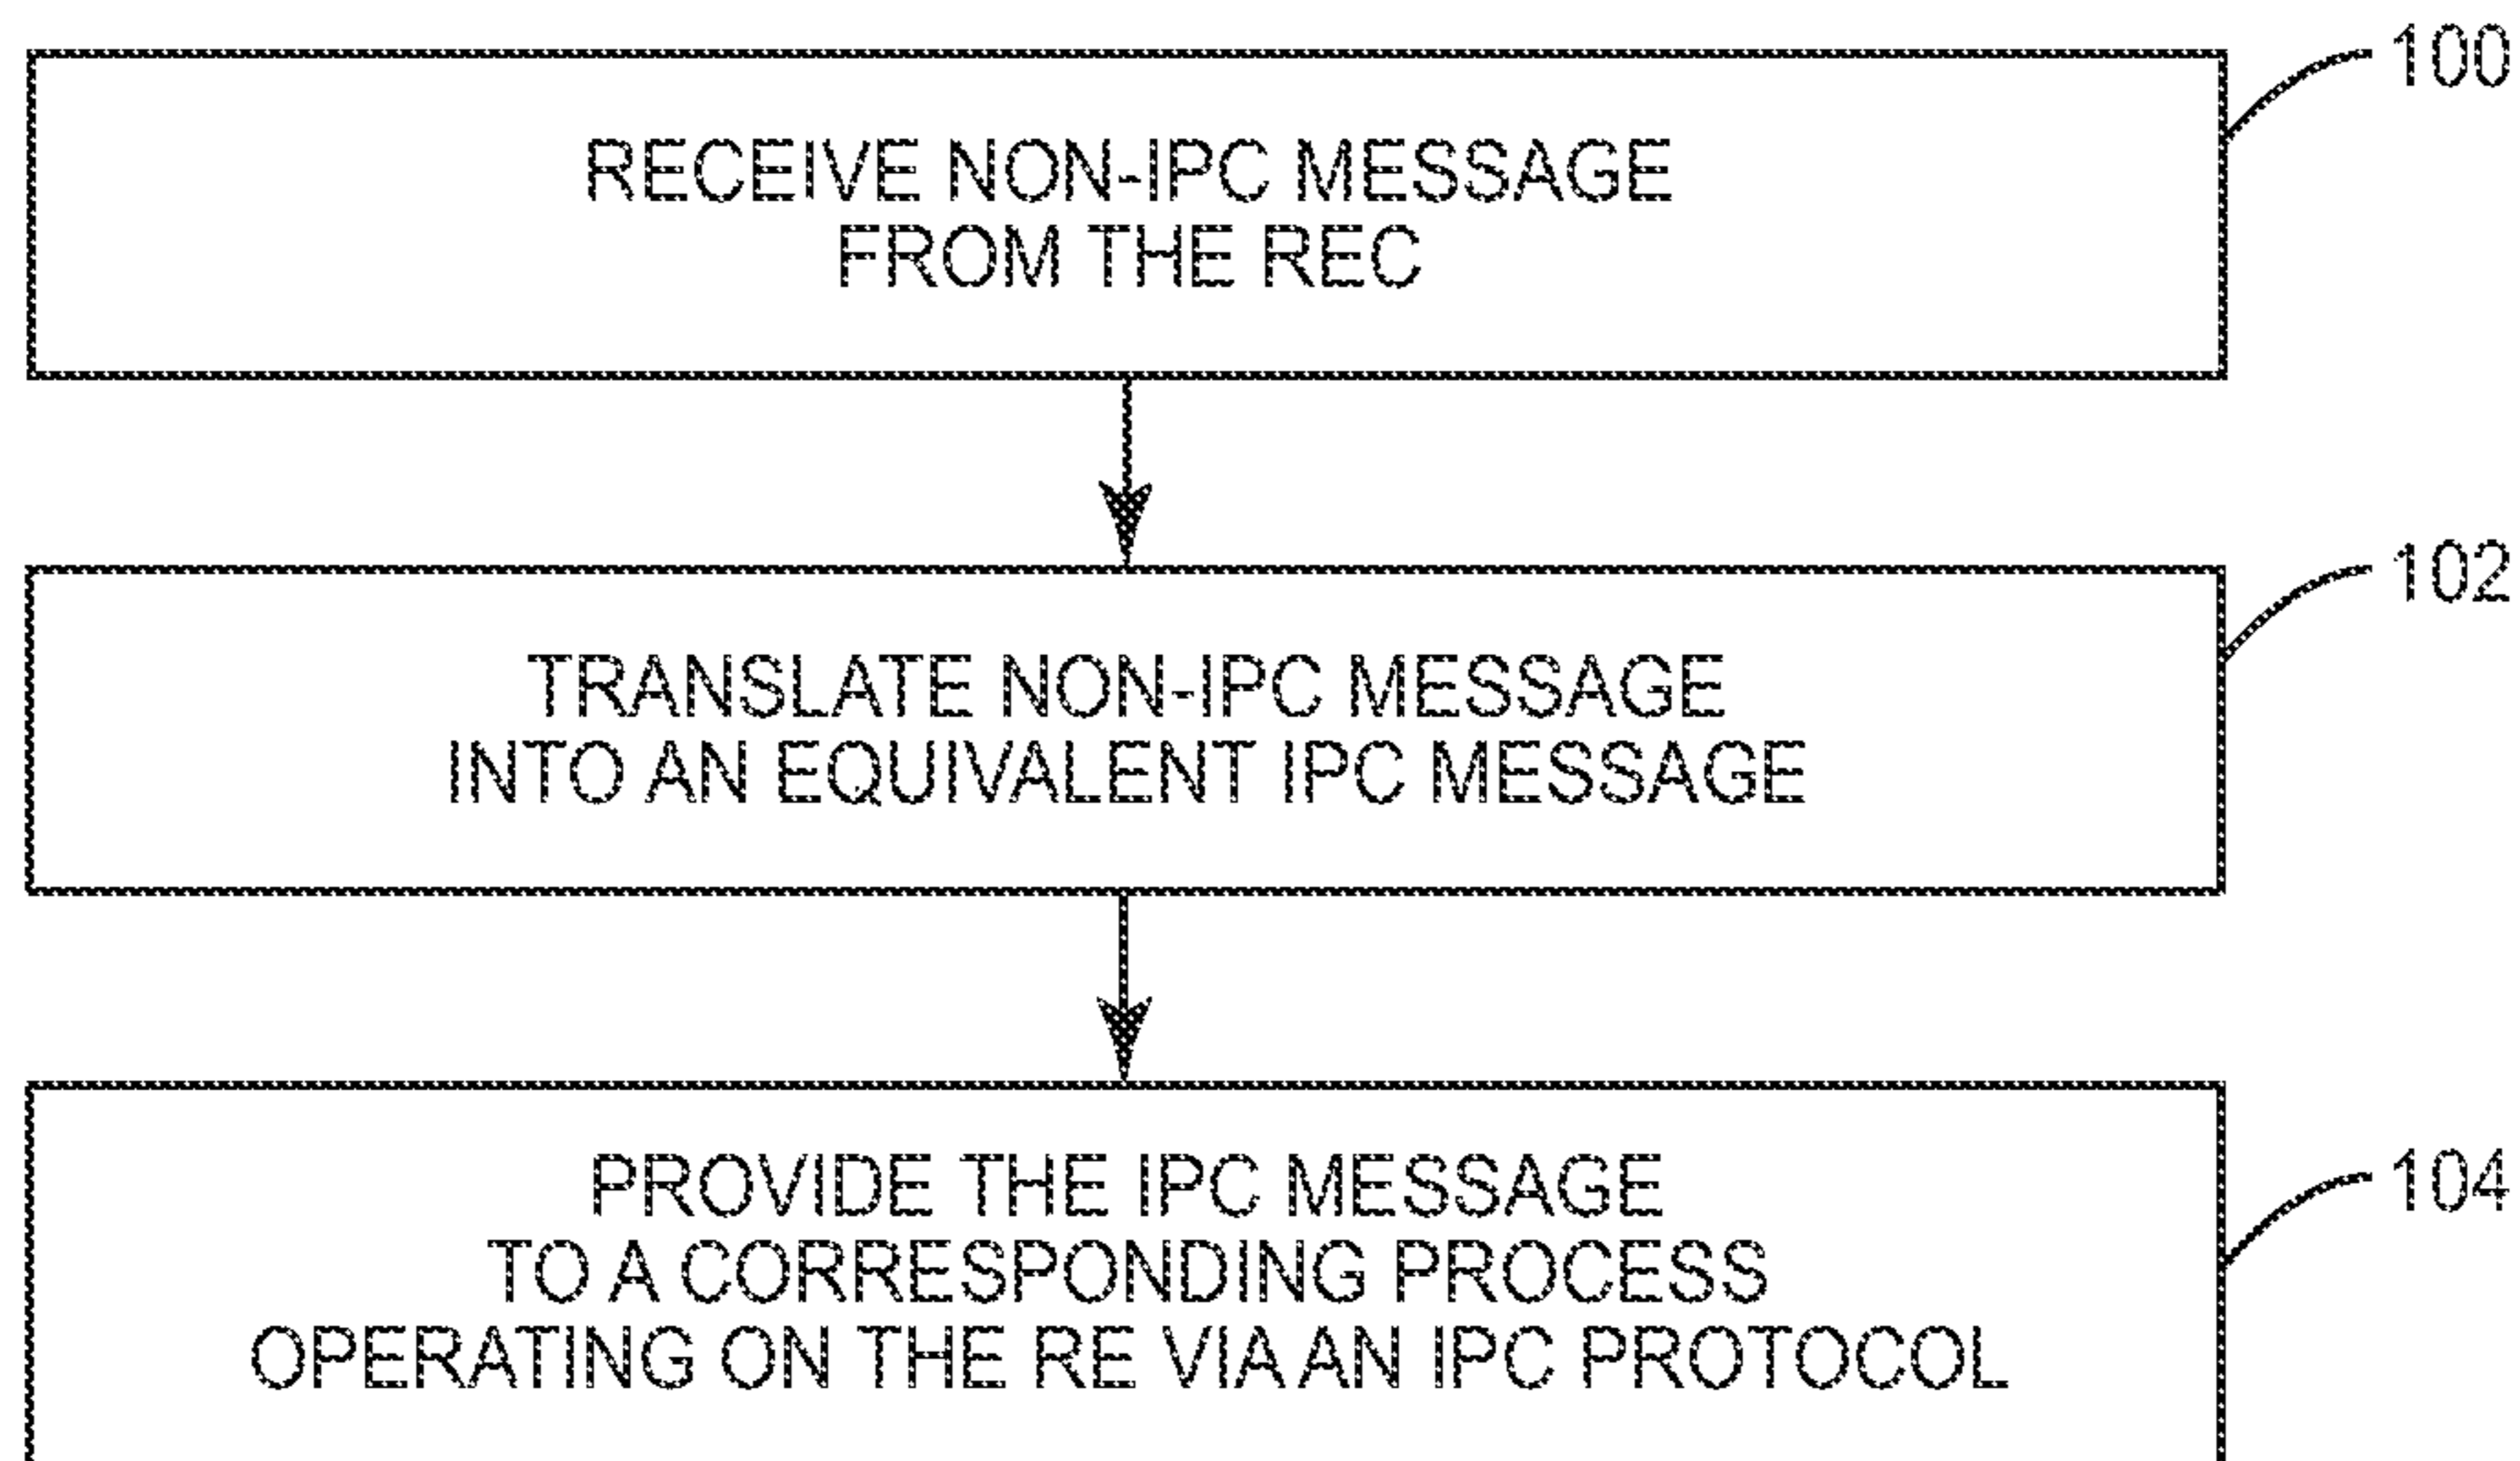 100
RECEIVE NON-IPC MESSAGE
FROM THE REC
102
TRANSLATE NON-IPC MESSAGE
INTO AN EQUIVALENT IPC MESSAGE
104
PROVIDE THE IPC MESSAGE
TO A CORRESPONDING PROCESS
OPERATING ON THE RE VIA AN IPC PROTOCOL